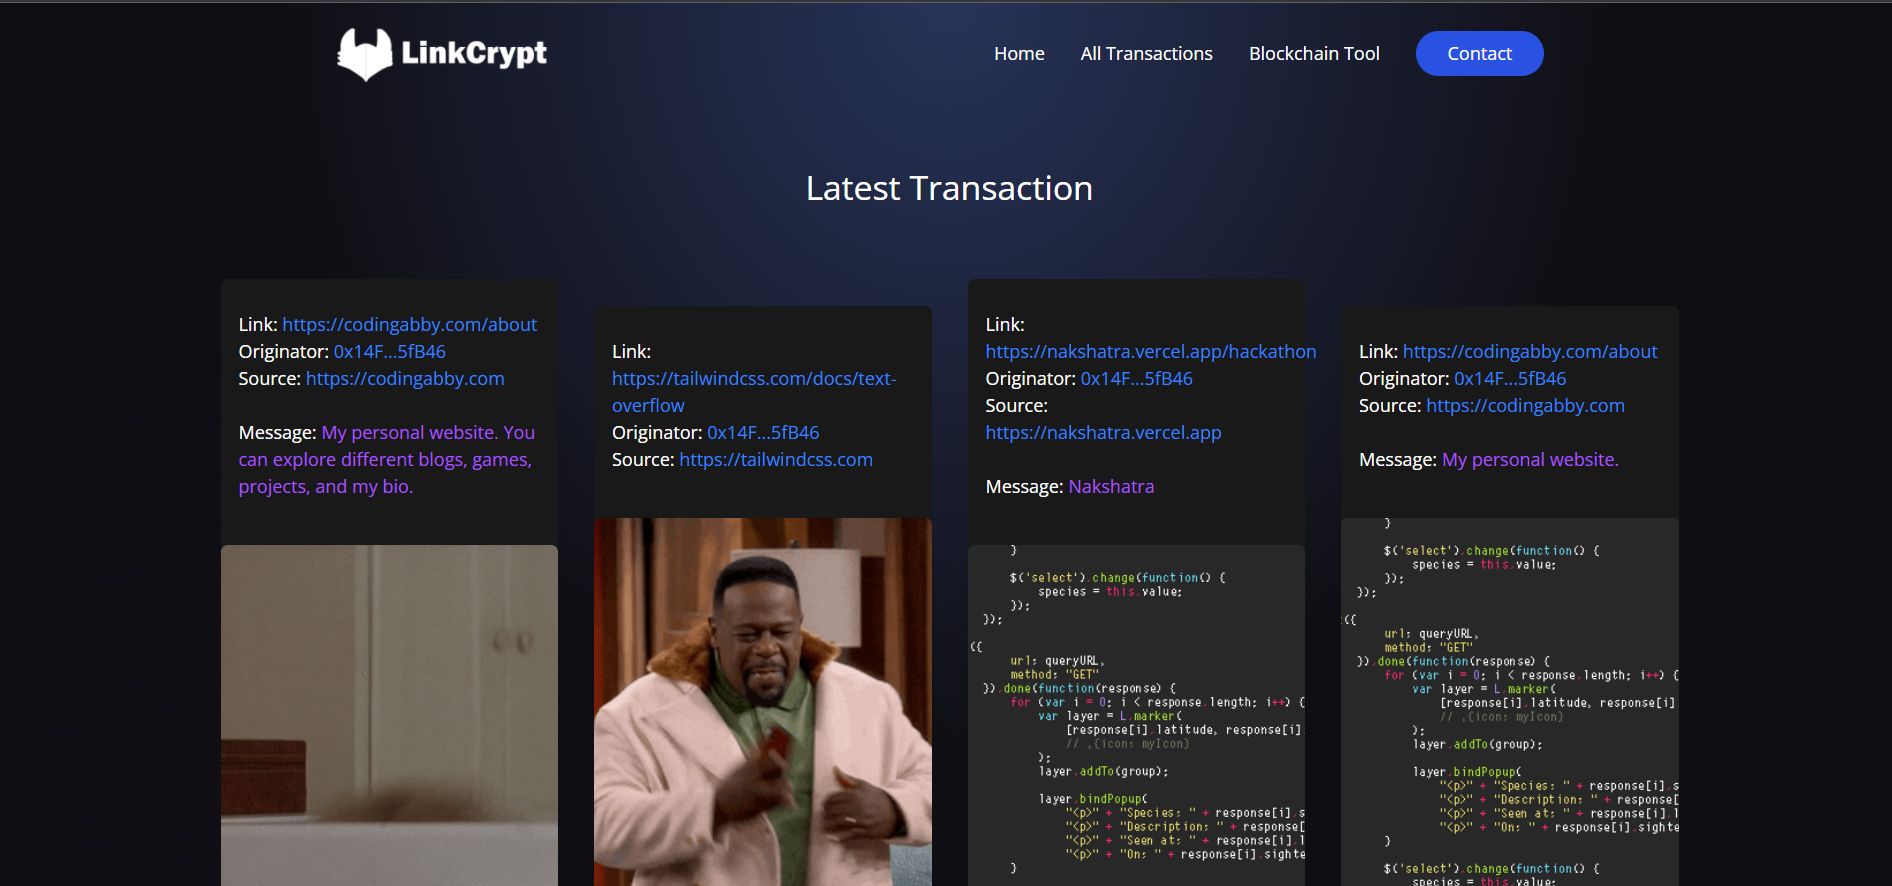 LinkCrypt
Home All Transactions Blockchain Tool Contact
Latest Transaction
Link: https://codingabby.com/about
Originator: 0x14F...5fB46
Source: https://codingabby.com
Message: My personal website. You
can explore different blogs, games,
projects, and my bio.
Link:
https://tailwindcss.com/docs/text-
overflow
Originator: 0x14F...5fB46
Source: https://tailwindcss.com
Link:
https://nakshatra.vercel.app/hackathon
Originator: 0x14F...5fB46
Source:
https://nakshatra.vercel.app
Message: Nakshatra
}
$('select').change(function() {
species = this.value;
});
});
({
url: queryURL,
method: "GET"
}).done(function(response) {
for (var i = 0; i < response.length; i++) {
var layer = L.marker(
[response[i].latitude, response[i].
// ,{icon: myIcon}
);
layer.addTo(group);
layer.bindPopup(
"<p>" + "Species: " + response[i].s
"<p>" + "Description: " + response[
"<p>" + "Seen at: " + response[i].l
"<p>" + "On: " + response[i].sighte
}
Link: https://codingabby.com/about
Originator: 0x14F...5fB46
Source: https://codingabby.com
Message: My personal website.
}
$('select').change(function() {
species = this.value;
});
});
:({
url: queryURL,
method: "GET"
}).done(function(response) {
for (var i = 0; i < response.length; i++) {
var layer = L.marker(
[response[i].latitude, response[i].
// ,{icon: myIcon}
);
layer.addTo(group);
layer.bindPopup(
"<p>" + "Species: " + response[i].s
"<p>" + "Description: " + response[
"<p>" + "Seen at: " + response[i].l
"<p>" + "On: " + response[i].sighte
}
$('select').change(function() {
species = this.value;